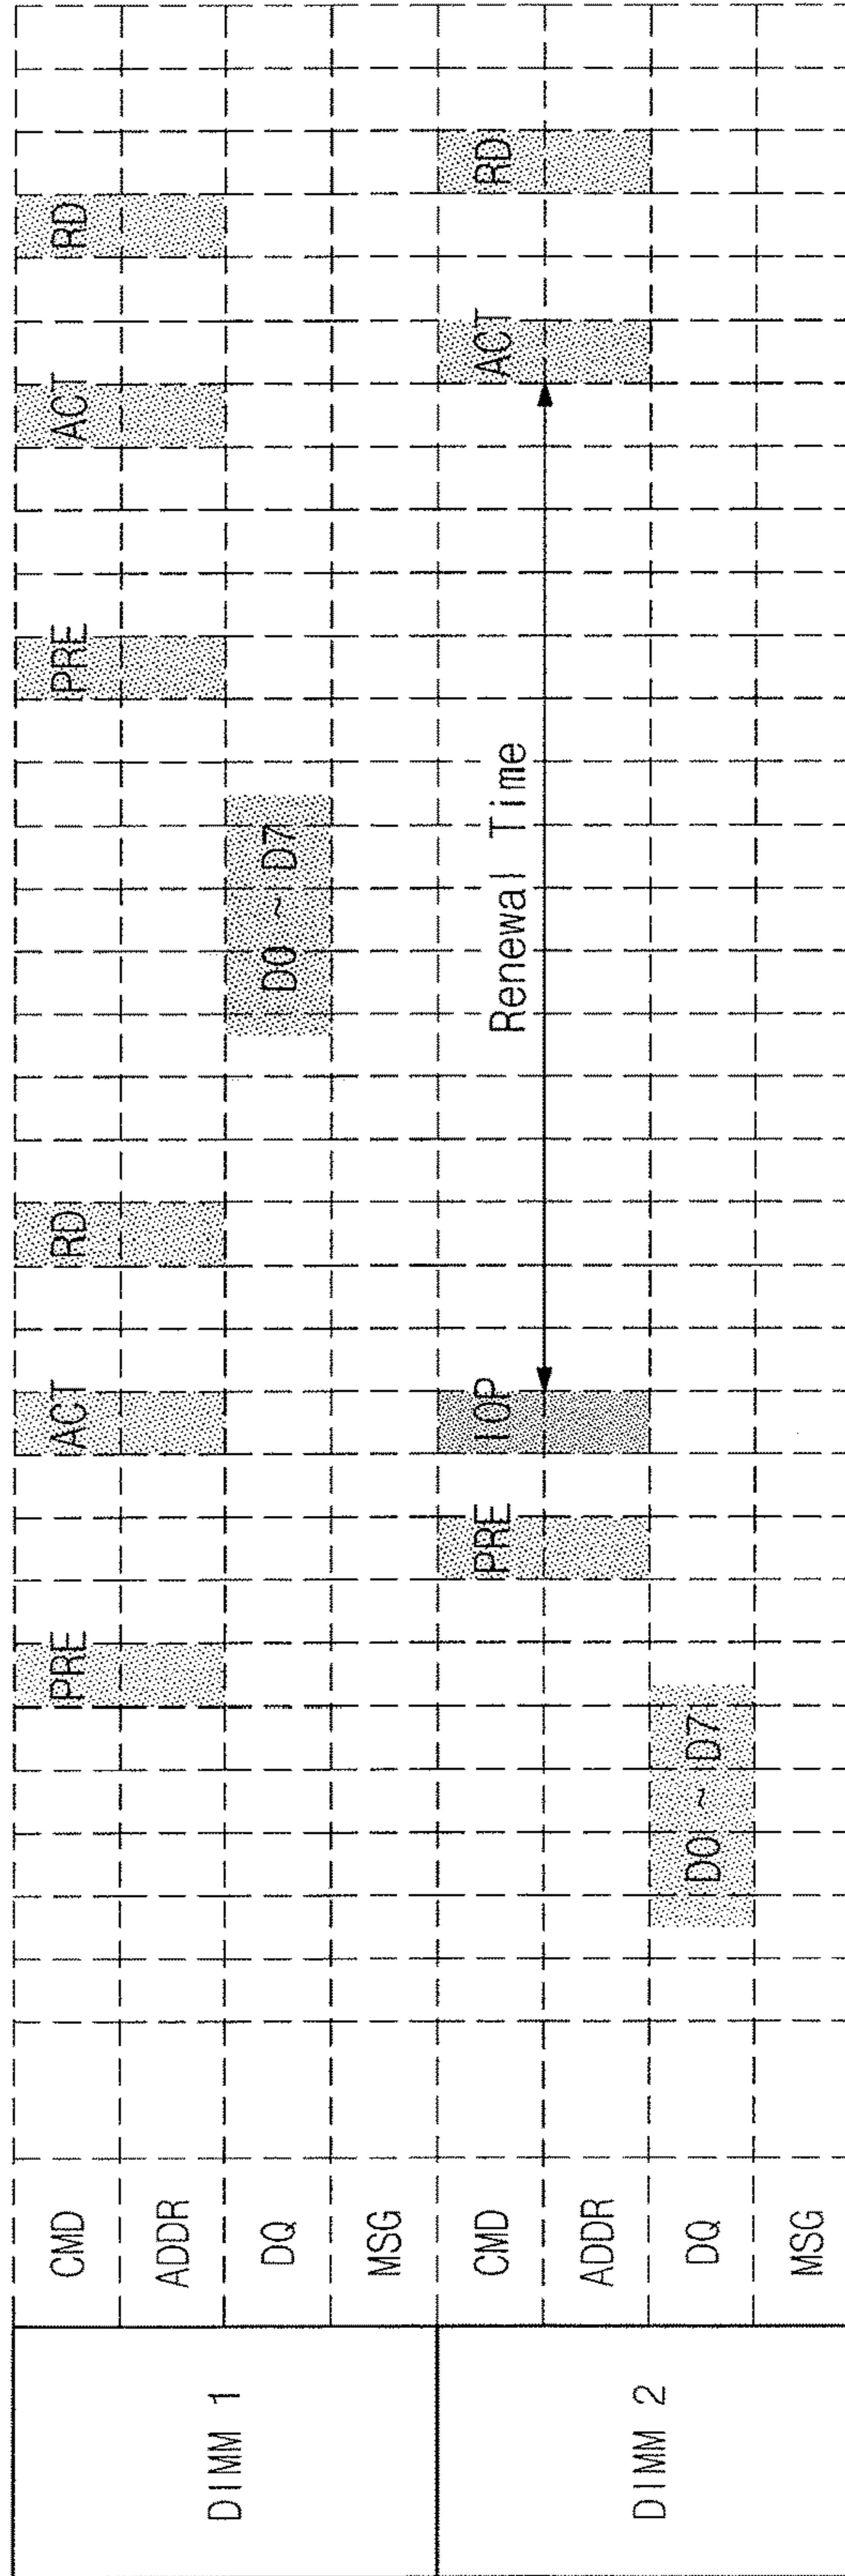 DIMM 1
CMD PRE ACT RD PRE ACT RD
ADDR
DQ D0 ~ D7
MSG
DIMM 2
CMD PRE IOP ACT RD
Renewal Time
ADDR
DQ D0 ~ D7
MSG